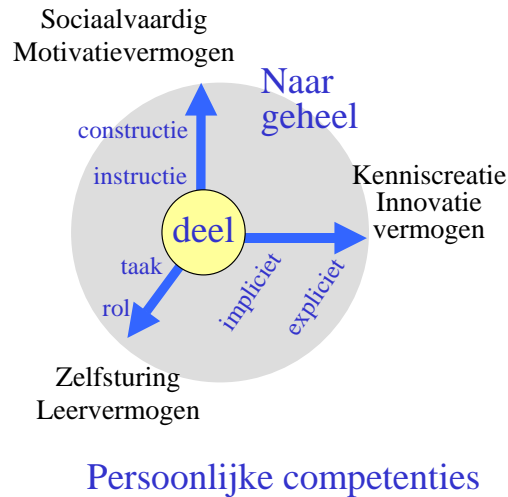 Sociaalvaardig
Motivatievermogen
Naar
geheel
constructie
instructie
Kenniscreatie
Innovatie
vermogen
deel
taak
rol
impliciet
expliciet
Zelfsturing
Leervermogen
Persoonlijke competenties